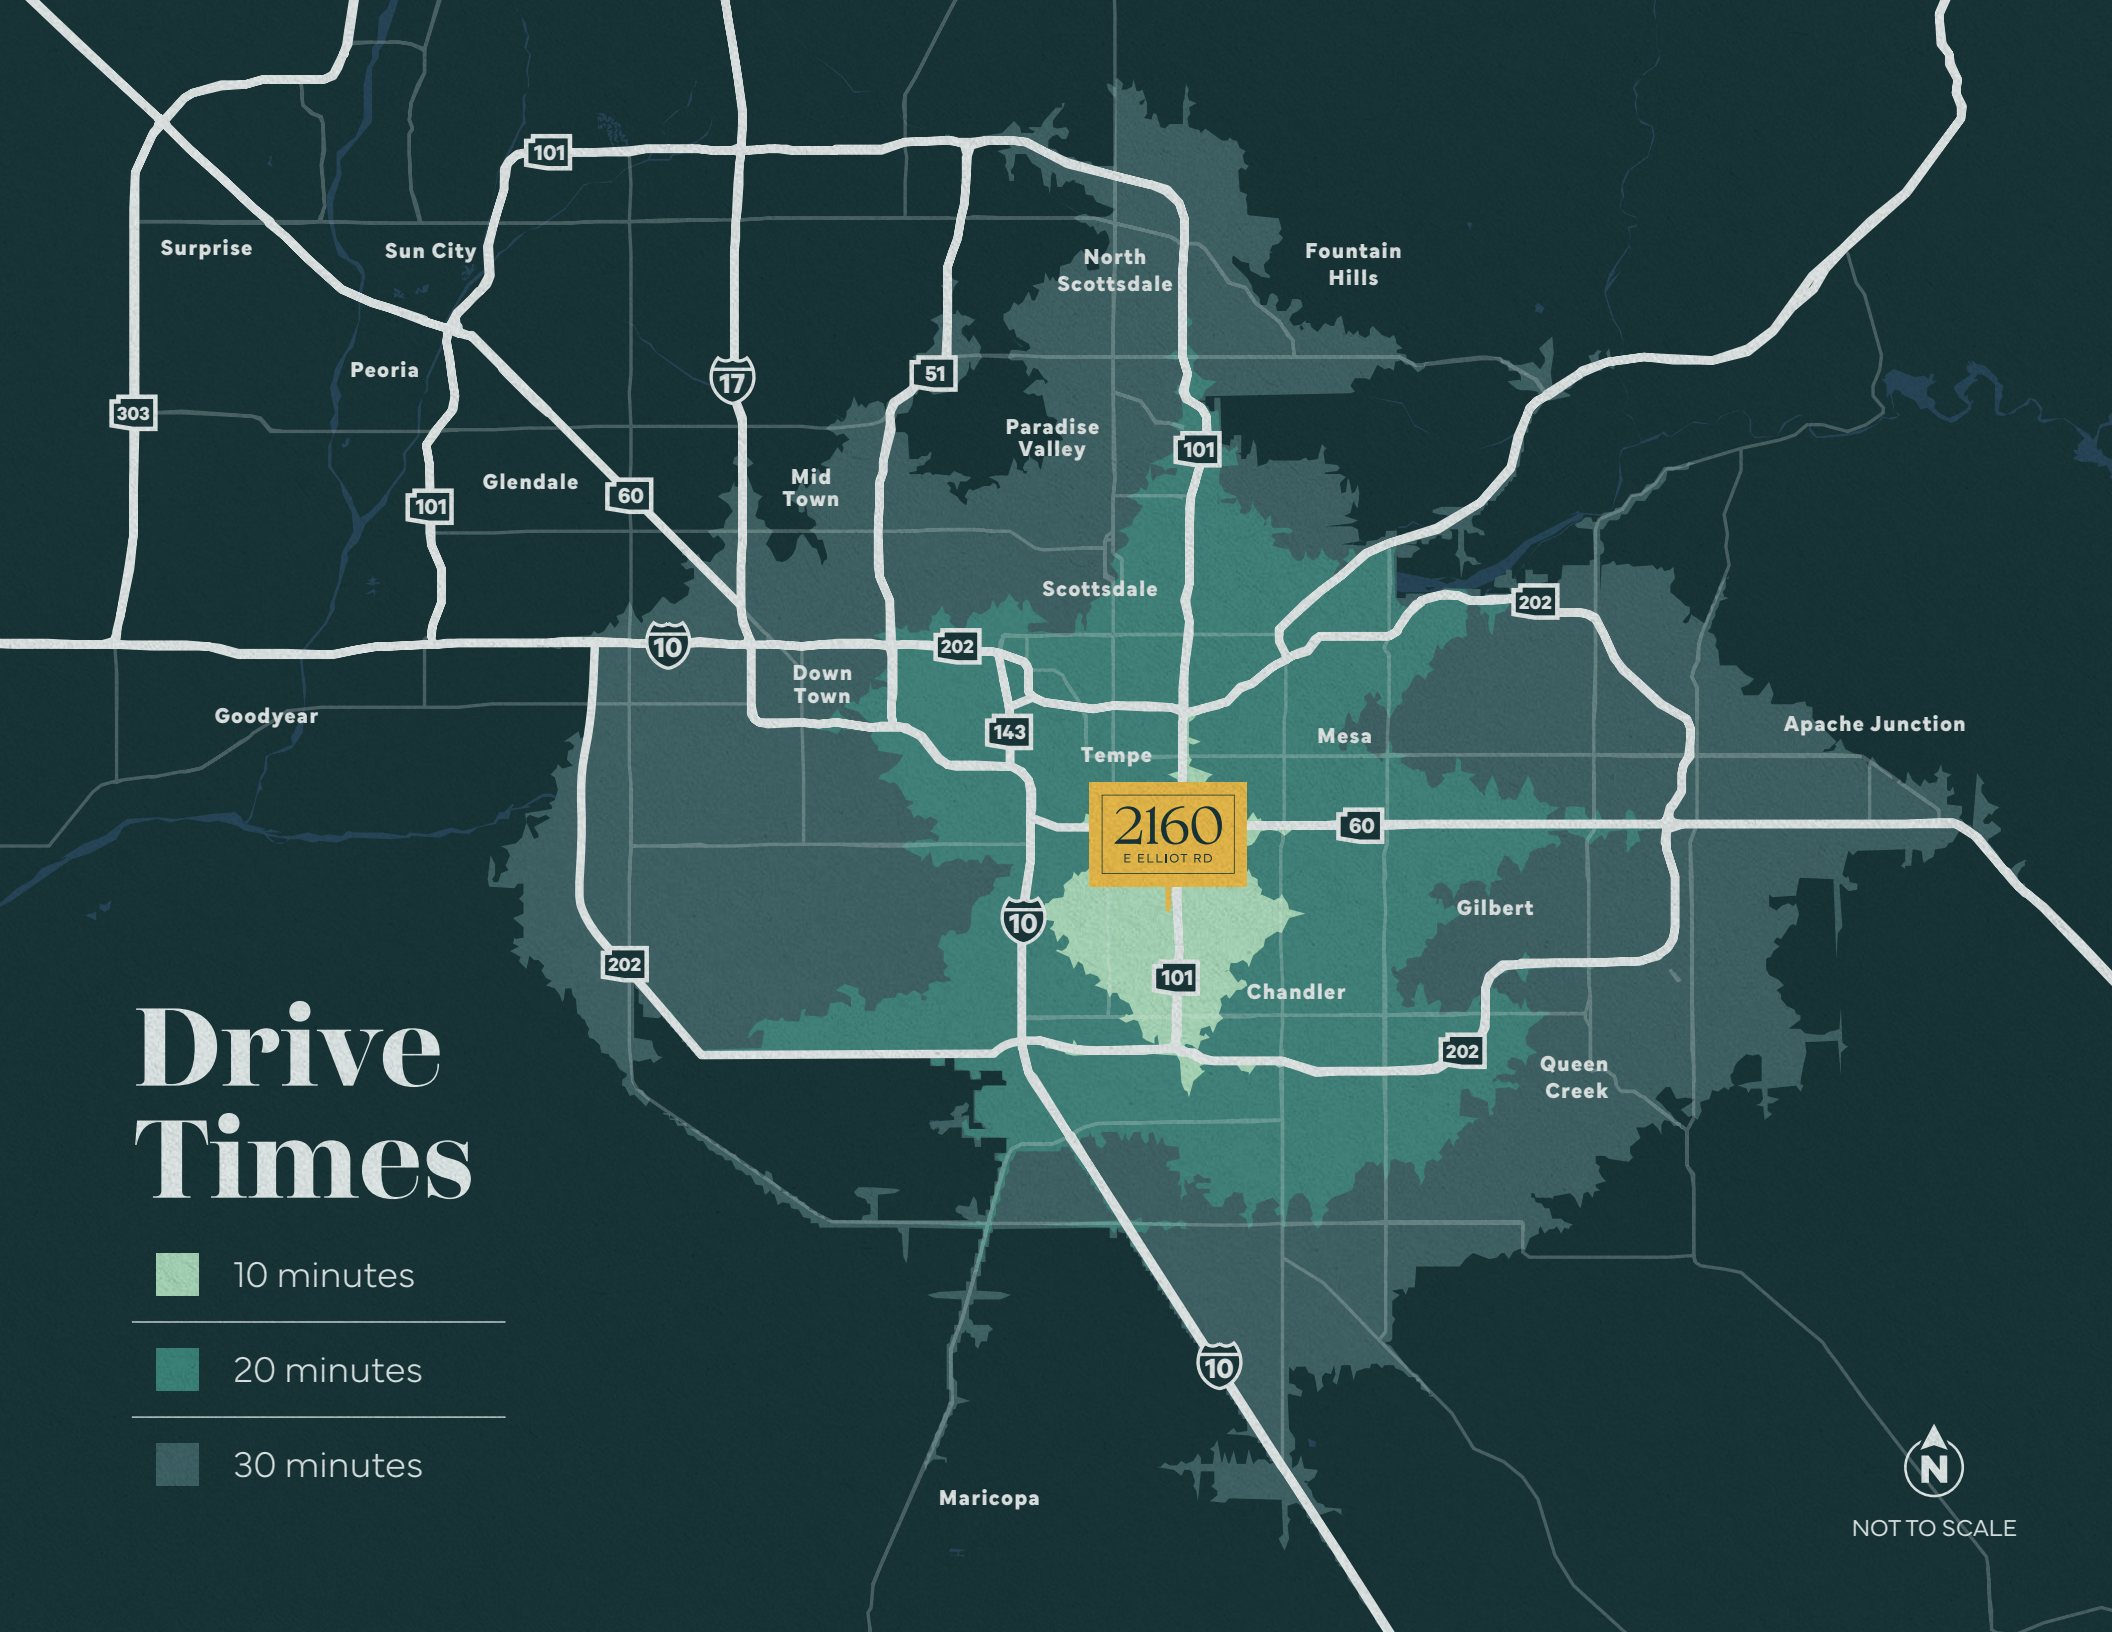 101
Surprise
Sun City
North
Scottsdale
Fountain
Hills
Peoria
17
51
303
Paradise
Valley
101
Glendale
60
101
Mid
Town
Scottsdale
202
10
202
Down
Town
Goodyear
143
Tempe
Mesa
Apache Junction
2160
E ELLIOT RD
60
10
Gilbert
202
101
Chandler
202
Queen
Creek
Drive
Times
10 minutes
20 minutes
30 minutes
10
Maricopa
N
NOT TO SCALE